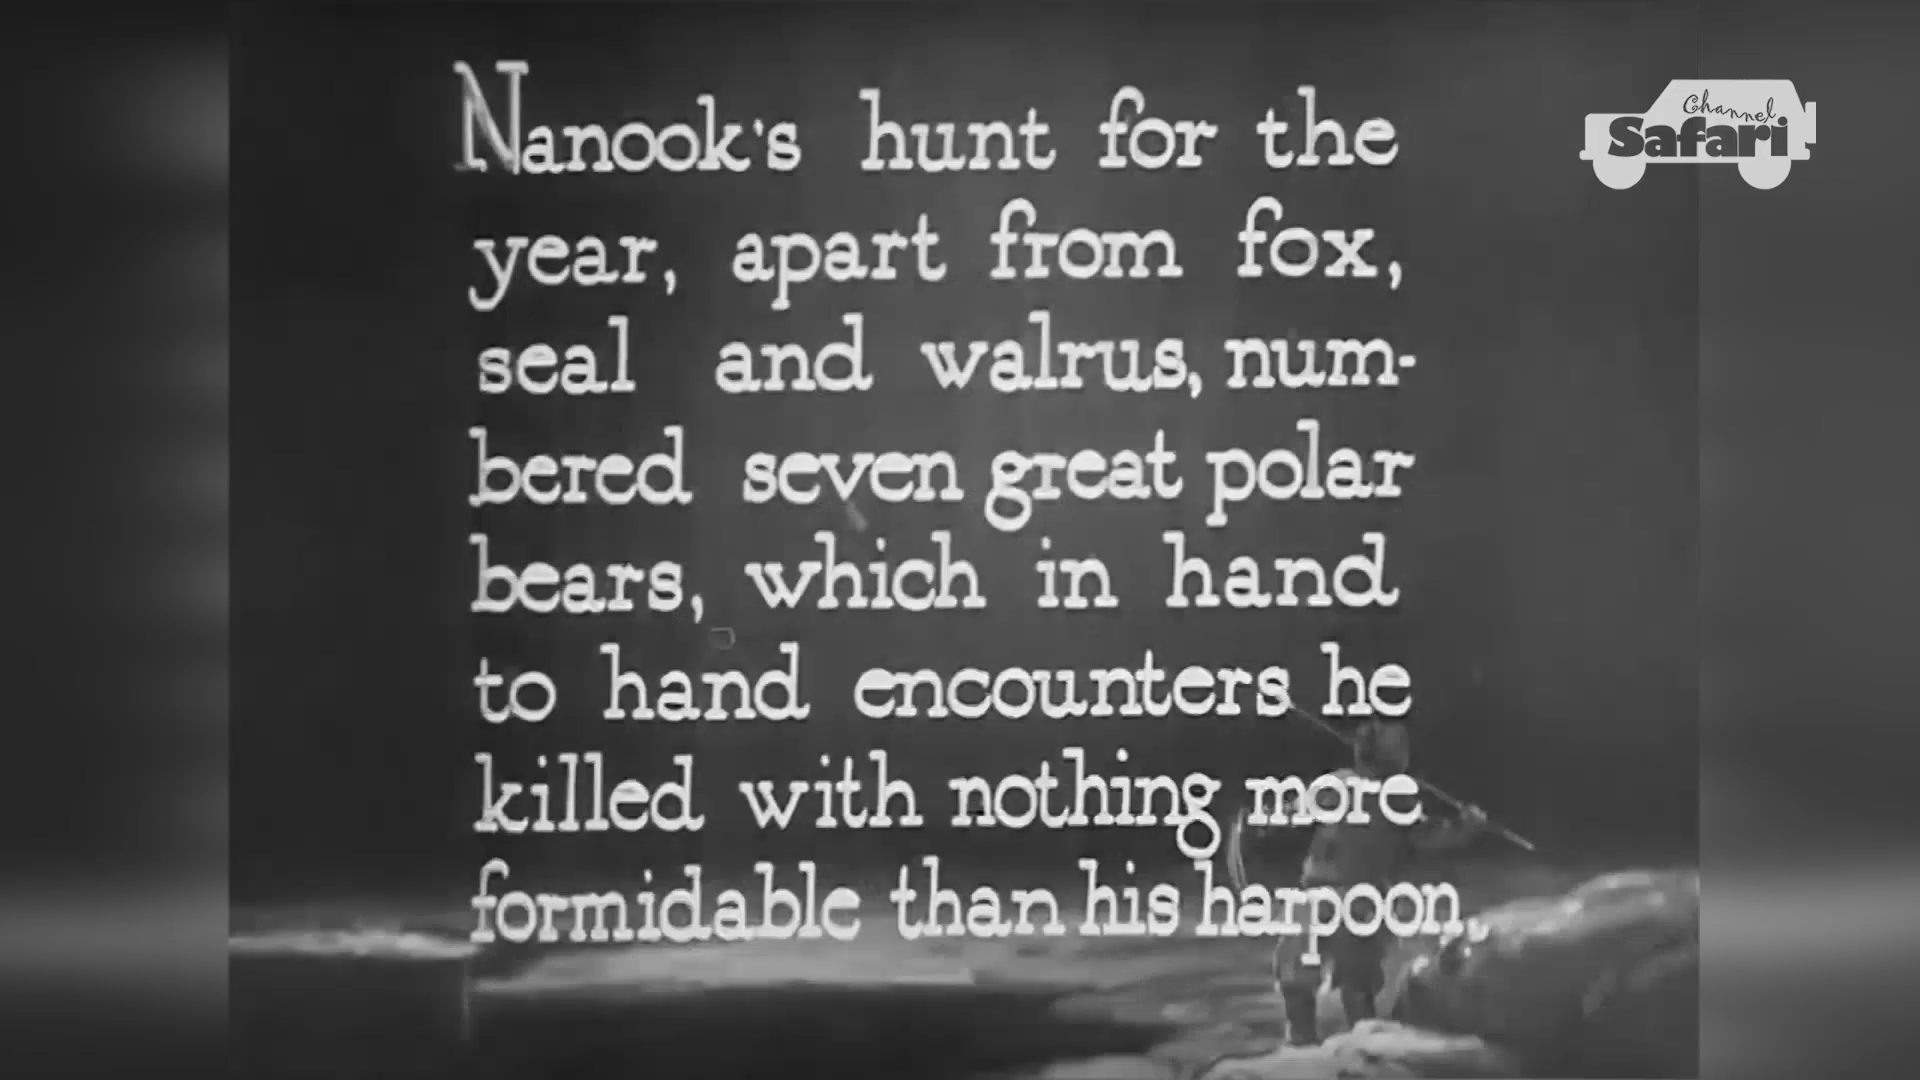 Nanook's hunt for the
year, apart from fox,
seal and walrus, num-
bered seven great polar
bears, which in hand
to hand encounters he
killed with nothing more
formidable than his harpoon.
Channel
Safari